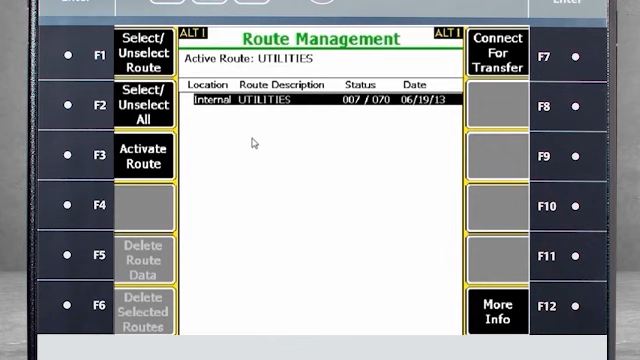 Enter
Enter
ALT I
Route Management
ALT I
Active Route: UTILITIES
Location Route Description Status Date
Internal UTILITIES 007 / 070 06/19/13
F1
Select/
Unselect
Route
F2
Select/
Unselect
All
F3
Activate
Route
F4
F5
Delete
Route
Data
F6
Delete
Selected
Routes
Connect
For
Transfer
F7
F8
F9
F10
F11
More
Info
F12